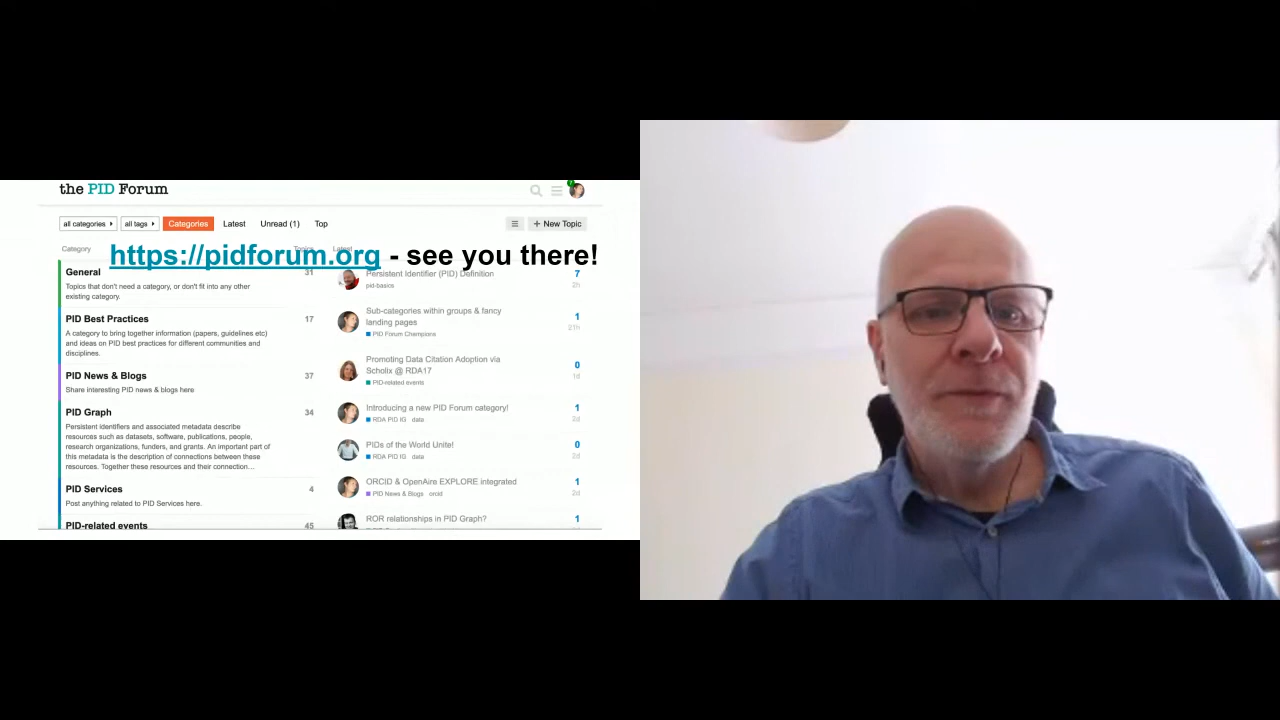 the PID Forum
all categories
all tags
Categories
Latest
Unread (1)
Top
+ New Topic
Category
https://pidforum.org - see you there!
General
31
Topics that don't need a category, or don't fit into any other
existing category.
PID Best Practices
17
A category to bring together information (papers, guidelines etc)
and ideas on PID best practices for different communities and
disciplines.
PID News & Blogs
37
Share interesting PID news & blogs here
PID Graph
34
Persistent identifiers and associated metadata describe
resources such as datasets, software, publications, people,
research organizations, funders, and grants. An important part of
this metadata is the description of connections between these
resources. Together these resources and their connection…
PID Services
4
Post anything related to PID Services here.
PID-related events
45
Persistent Identifier (PID) Definition
7
pid-basics
2h
Sub-categories within groups & fancy
landing pages
1
PID Forum Champions
21h
Promoting Data Citation Adoption via
Scholix @ RDA17
0
PID-related events
1d
Introducing a new PID Forum category!
1
RDA PID IG data
2d
PIDs of the World Unite!
0
RDA PID IG data
2d
ORCID & OpenAire EXPLORE integrated
1
PID News & Blogs orcid
2d
ROR relationships in PID Graph?
1